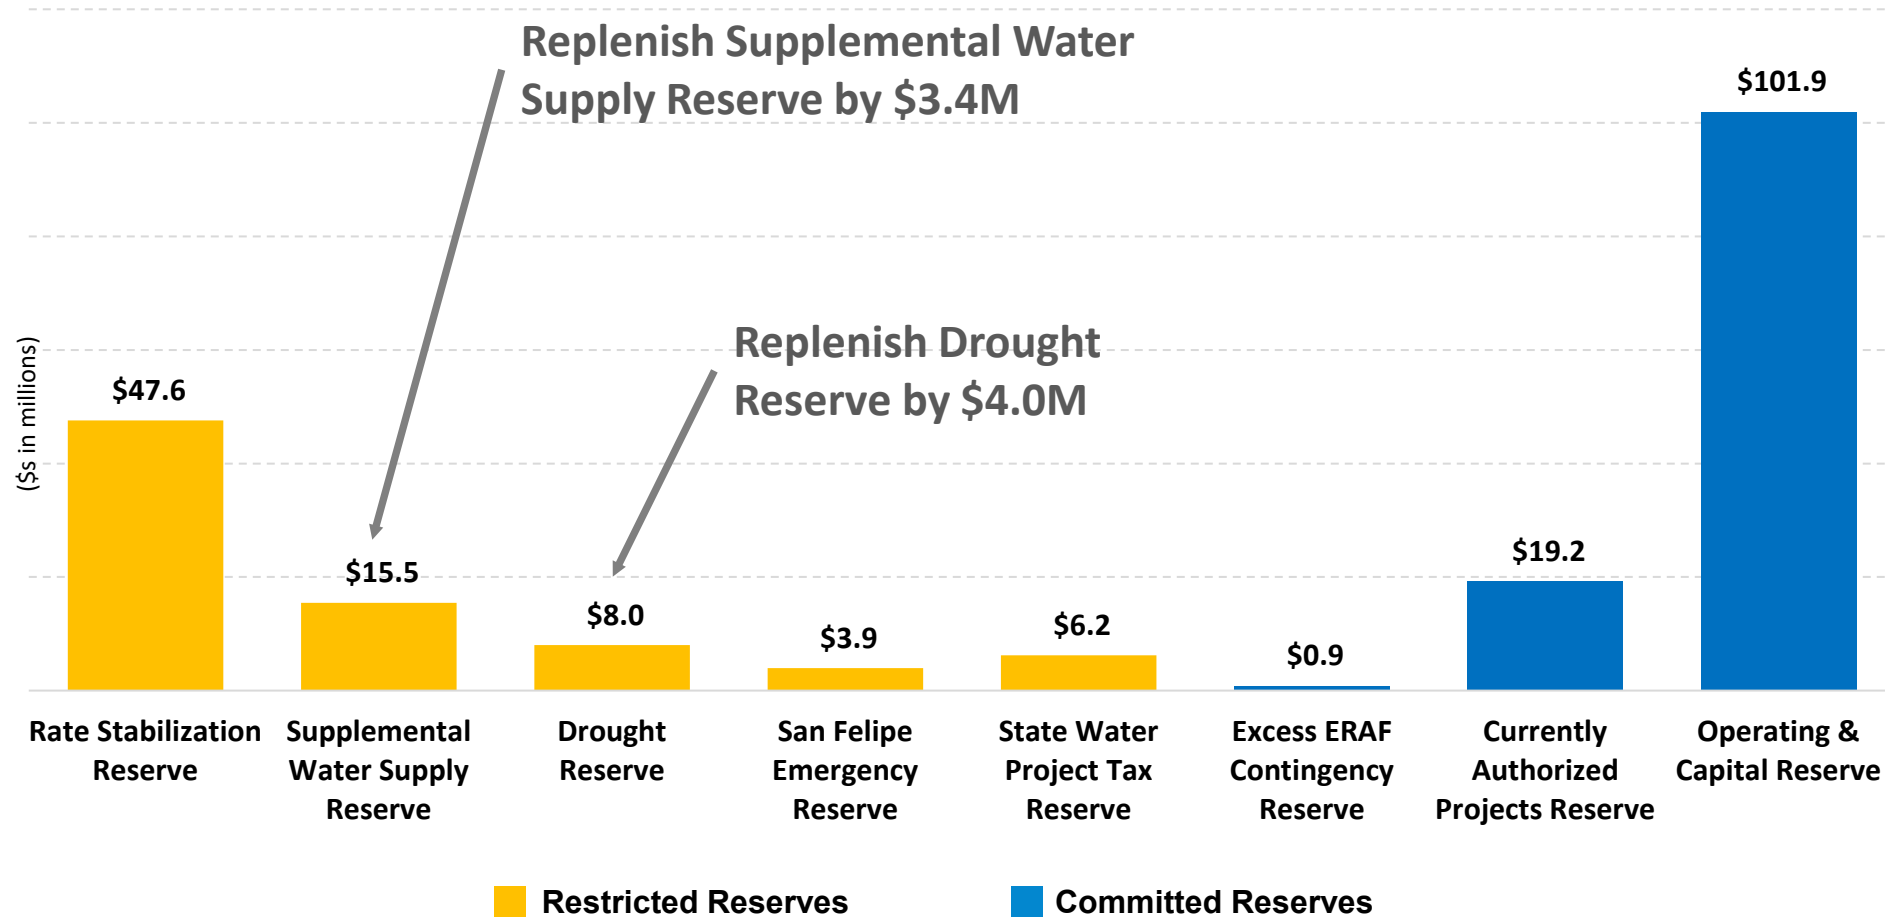 Replenish Supplemental Water
Supply Reserve by $3.4M
Replenish Drought
Reserve by $4.0M
($s in millions)
$47.6
$15.5
$8.0
$3.9
$6.2
$0.9
$19.2
$101.9
Rate Stabilization
Reserve
Supplemental
Water Supply
Reserve
Drought
Reserve
San Felipe
Emergency
Reserve
State Water
Project Tax
Reserve
Excess ERAF
Contingency
Reserve
Currently
Authorized
Projects Reserve
Operating &
Capital Reserve
Restricted Reserves
Committed Reserves